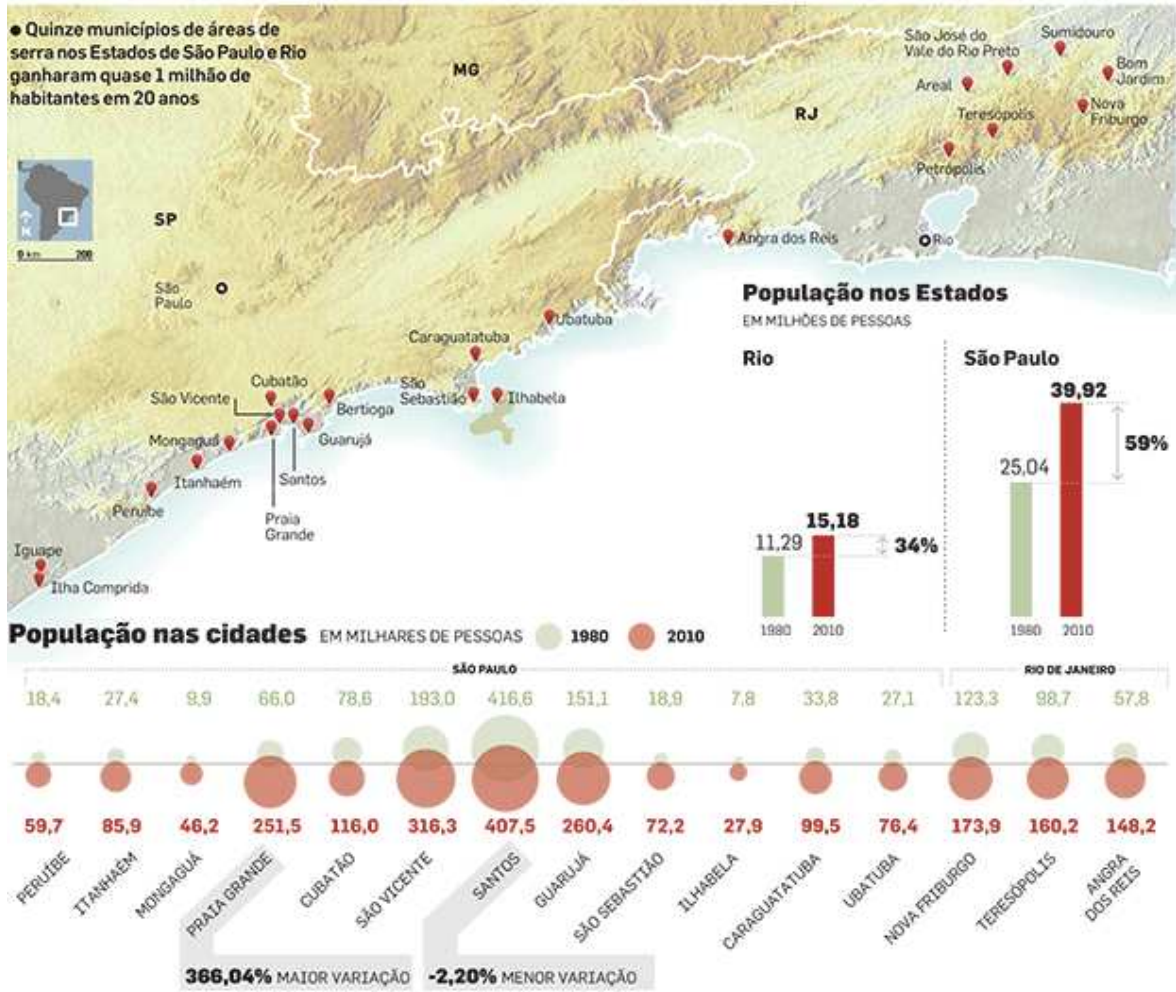 ● Quinze municípios de áreas de
serra nos Estados de São Paulo e Rio
ganharam quase 1 milhão de
habitantes em 20 anos
MG
SP
RJ
N
0 km 200
São
Paulo
São José do
Vale do Rio Preto
Sumidouro
Bom
Jardim
Areal
Nova
Friburgo
Teresópolis
Petrópolis
Rio
Angra dos Reis
Ubatuba
Caraguatatuba
São
Sebastião
Ilhabela
Cubatão
São Vicente
Bertioga
Guarujá
Mongaguá
Santos
Itanhaém
Praia
Grande
Peruíbe
Iguape
Ilha Comprida
População nos Estados
EM MILHÕES DE PESSOAS
Rio
11,29
15,18
34%
1980 2010
São Paulo
25,04
39,92
59%
1980 2010
População nas cidades EM MILHARES DE PESSOAS 1980 2010
SÃO PAULO RIO DE JANEIRO
18,4 27,4 9,9 66,0 78,6 193,0 416,6 151,1 18,9 7,8 33,8 27,1 123,3 98,7 57,8
59,7 85,9 46,2 251,5 116,0 316,3 407,5 260,4 72,2 27,9 99,5 76,4 173,9 160,2 148,2
PERUÍBE
ITANHAÉM
MONGAGUÁ
PRAIA GRANDE
CUBATÃO
SÃO VICENTE
SANTOS
GUARUJÁ
SÃO SEBASTIÃO
ILHABELA
CARAGUATATUBA
UBATUBA
NOVA FRIBURGO
TERESÓPOLIS
ANGRA
DOS REIS
366,04% MAIOR VARIAÇÃO
-2,20% MENOR VARIAÇÃO